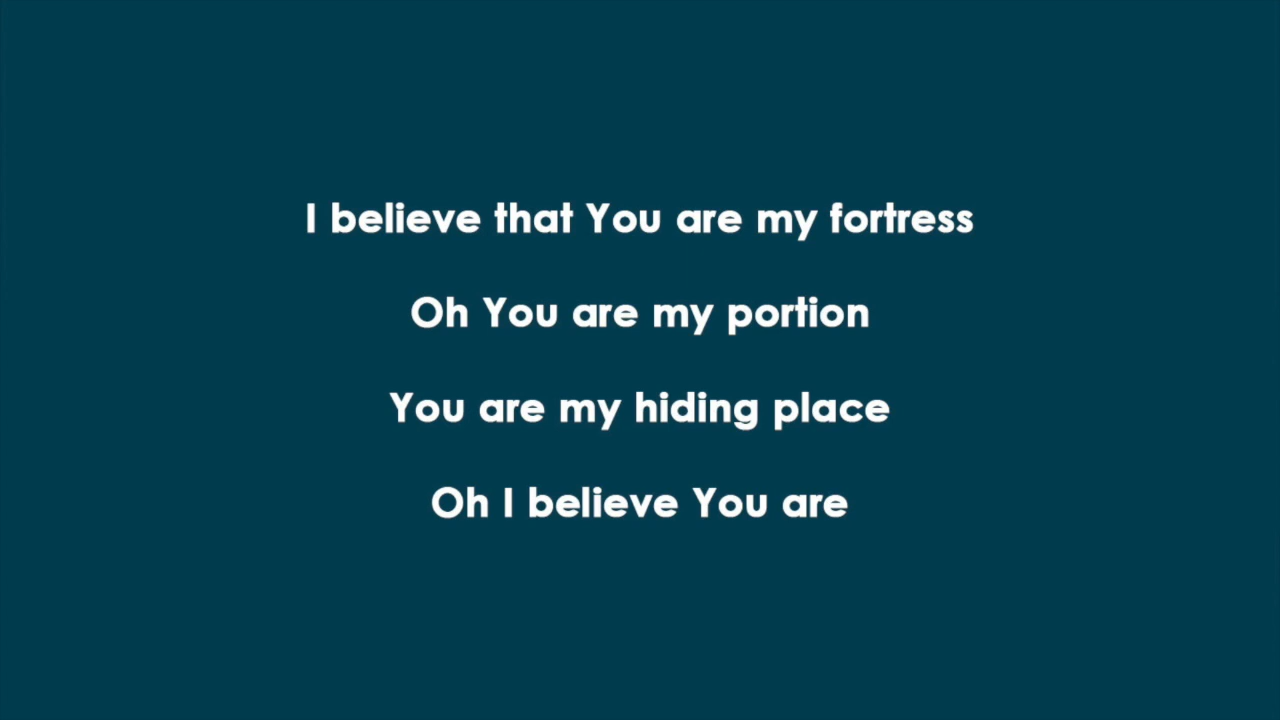 I believe that You are my fortress
Oh You are my portion
You are my hiding place
Oh I believe You are